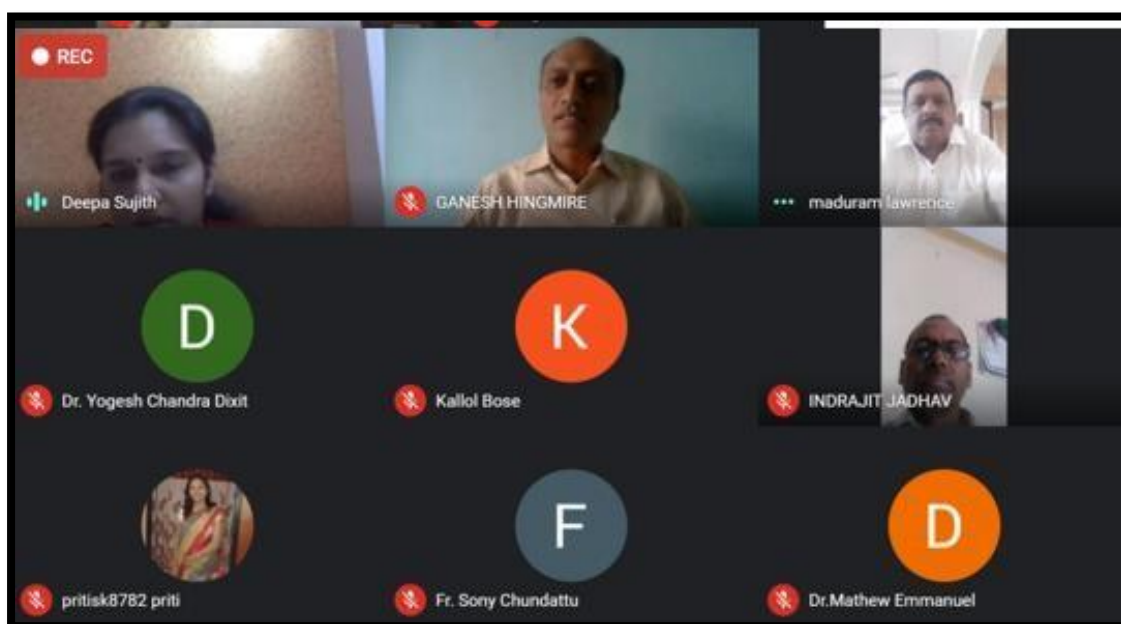 REC
Deepa Sujith
GANESH HINGMIRE
maduram lawrence
D
K
Dr. Yogesh Chandra Dixit
Kallol Bose
INDRAJIT JADHAV
F
D
pritisk8782 priti
Fr. Sony Chundattu
Dr.Mathew Emmanuel